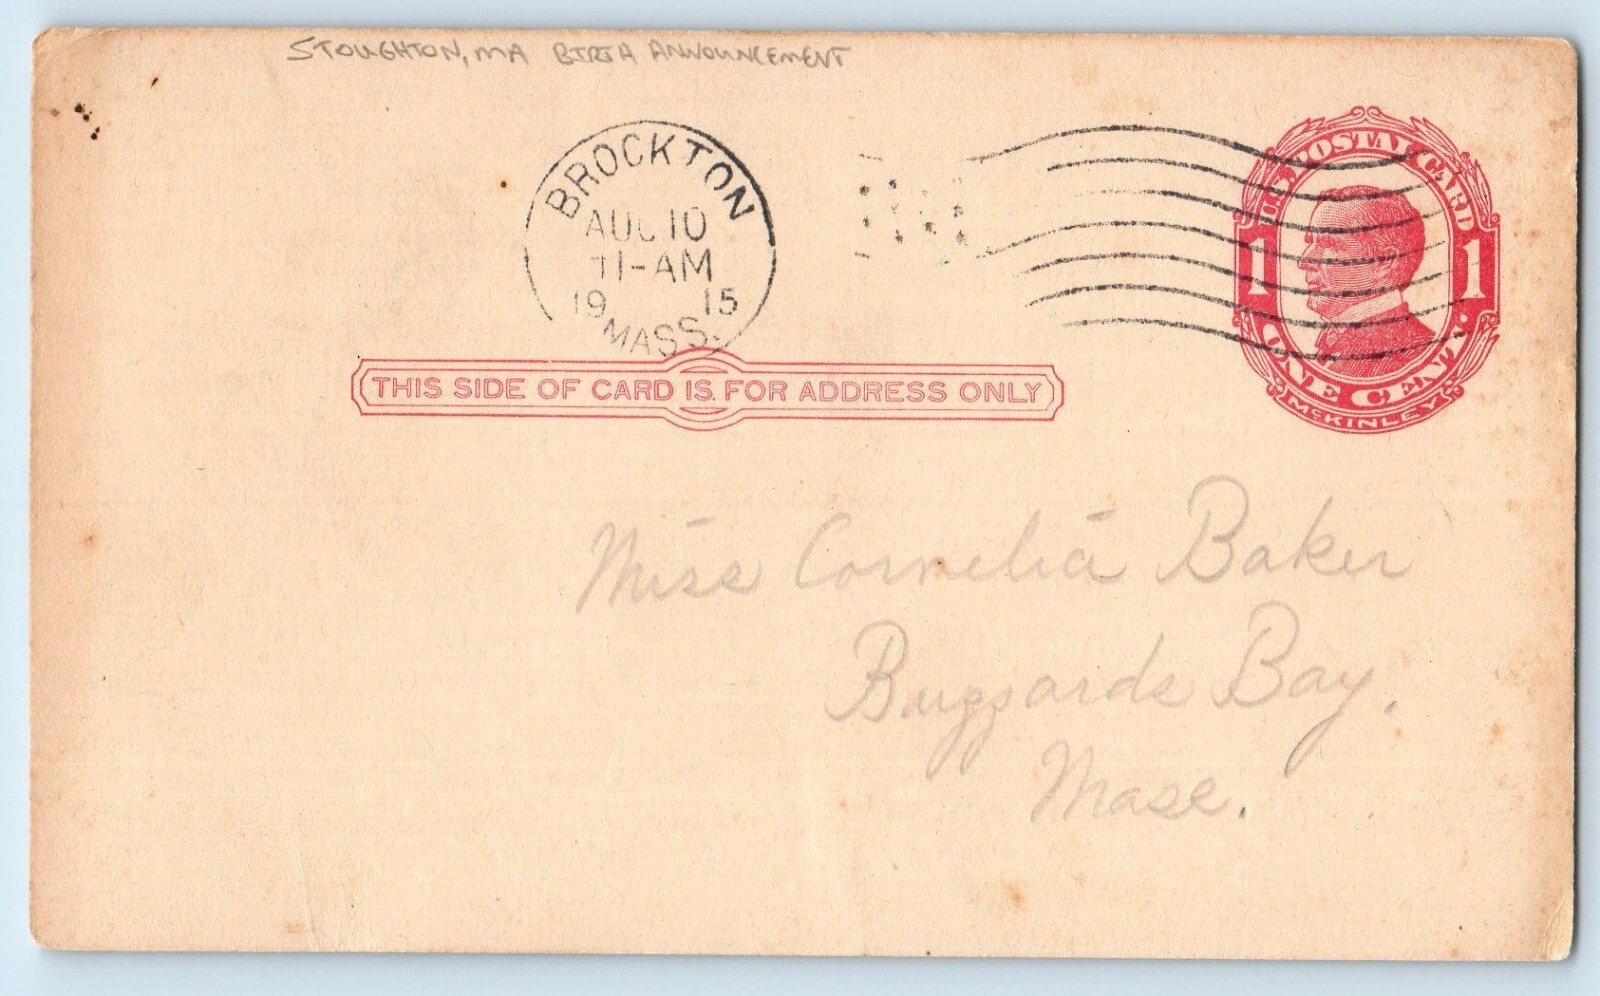 STOUGHTON, MA BIRTH ANNOUNCEMENT
BROCKTON
AUG 10
11-AM
19 15
MASS.
U.S. POSTAL CARD
1 1
ONE CENT
McKINLEY
THIS SIDE OF CARD IS FOR ADDRESS ONLY
Miss Cornelia Baker
Buzzards Bay.
Mass.